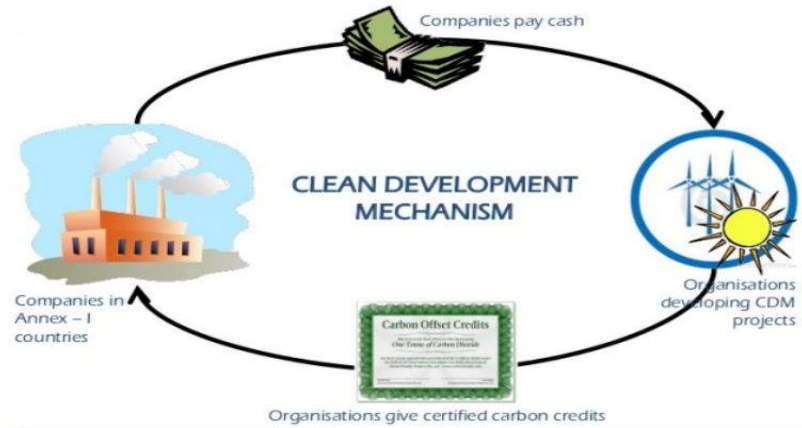 Companies pay cash
CLEAN DEVELOPMENT
MECHANISM
Companies in
Annex – I
countries
Organisations
developing CDM
projects
Carbon Offset Credits
One Tonne of Carbon Dioxide
Organisations give certified carbon credits